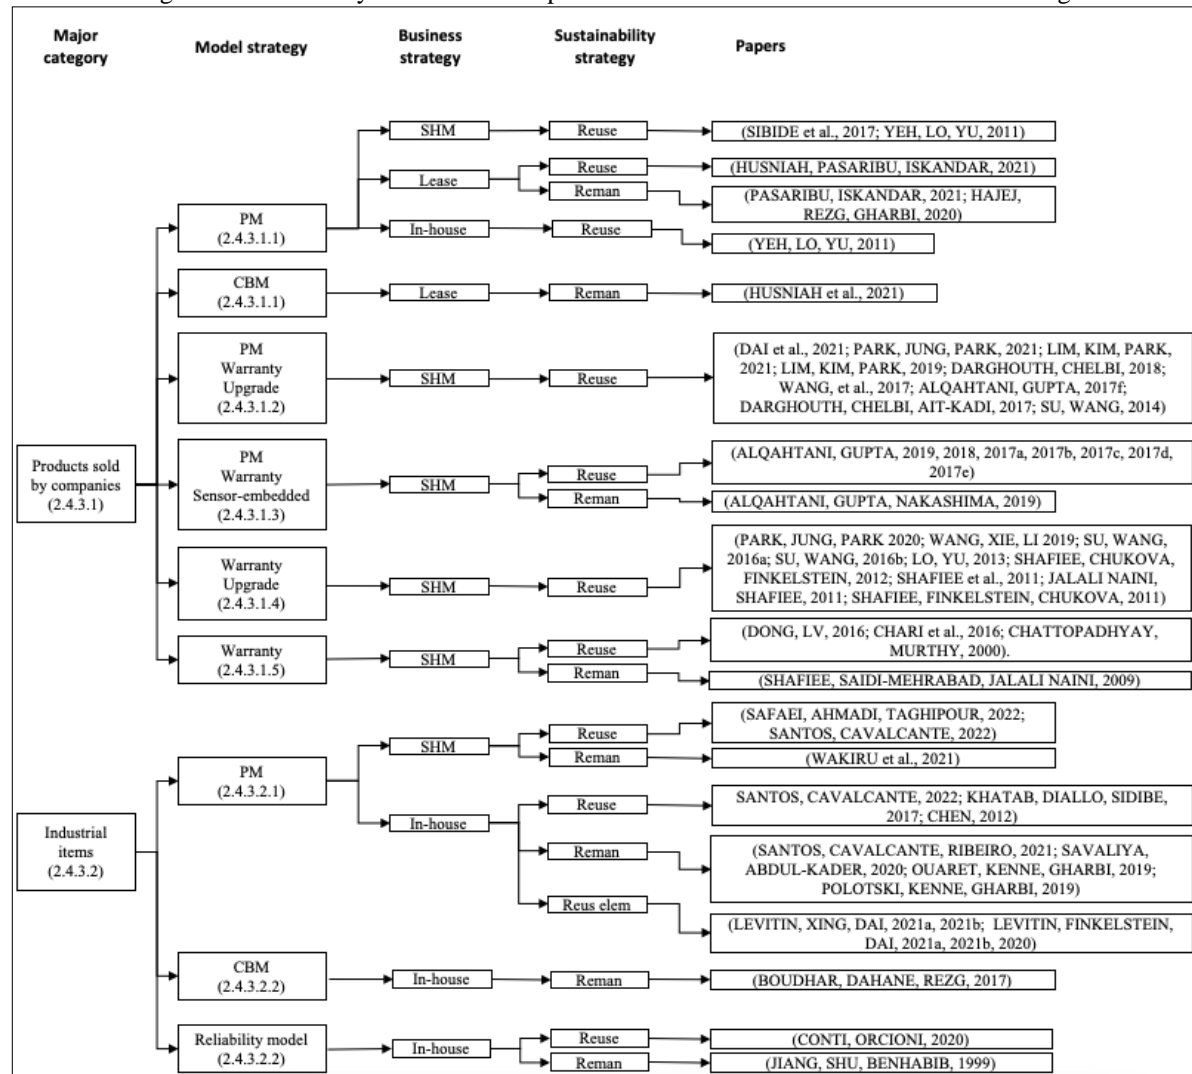 Major category
Model strategy
Business strategy
Sustainability strategy
Papers
Products sold
by companies
(2.4.3.1)
PM
(2.4.3.1.1)
SHM
Reuse
(SIBIDE et al., 2017; YEH, LO, YU, 2011)
Lease
Reuse
(HUSNIAH, PASARIBU, ISKANDAR, 2021)
Reman
(PASARIBU, ISKANDAR, 2021; HAJEJ,
REZG, GHARBI, 2020)
In-house
Reuse
(YEH, LO, YU, 2011)
CBM
(2.4.3.1.1)
Lease
Reman
(HUSNIAH et al., 2021)
PM
Warranty
Upgrade
(2.4.3.1.2)
SHM
Reuse
(DAI et al., 2021; PARK, JUNG, PARK, 2021; LIM, KIM, PARK,
2021; LIM, KIM, PARK, 2019; DARGHOUTH, CHELBI, 2018;
WANG, et al., 2017; ALQAHTANI, GUPTA, 2017f;
DARGHOUTH, CHELBI, AIT-KADI, 2017; SU, WANG, 2014)
PM
Warranty
Sensor-embedded
(2.4.3.1.3)
SHM
Reuse
(ALQAHTANI, GUPTA, 2019, 2018, 2017a, 2017b, 2017c, 2017d,
2017e)
Reman
(ALQAHTANI, GUPTA, NAKASHIMA, 2019)
Warranty
Upgrade
(2.4.3.1.4)
SHM
Reuse
(PARK, JUNG, PARK 2020; WANG, XIE, LI 2019; SU, WANG,
2016a; SU, WANG, 2016b; LO, YU, 2013; SHAFIEE, CHUKOVA,
FINKELSTEIN, 2012; SHAFIEE et al., 2011; JALALI NAINI,
SHAFIEE, 2011; SHAFIEE, FINKELSTEIN, CHUKOVA, 2011)
Warranty
(2.4.3.1.5)
SHM
Reuse
(DONG, LV, 2016; CHARI et al., 2016; CHATTOPADHYAY,
MURTHY, 2000).
Reman
(SHAFIEE, SAIDI-MEHRABAD, JALALI NAINI, 2009)
Industrial
items
(2.4.3.2)
PM
(2.4.3.2.1)
SHM
Reuse
(SAFAEI, AHMADI, TAGHIPOUR, 2022;
SANTOS, CAVALCANTE, 2022)
Reman
(WAKIRU et al., 2021)
In-house
Reuse
SANTOS, CAVALCANTE, 2022; KHATAB, DIALLO, SIDIBE,
2017; CHEN, 2012)
Reman
(SANTOS, CAVALCANTE, RIBEIRO, 2021; SAVALIYA,
ABDUL-KADER, 2020; OUARET, KENNE, GHARBI, 2019;
POLOTSKI, KENNE, GHARBI, 2019)
Reus elem
(LEVITIN, XING, DAI, 2021a, 2021b; LEVITIN, FINKELSTEIN,
DAI, 2021a, 2021b, 2020)
CBM
(2.4.3.2.2)
In-house
Reman
(BOUDHAR, DAHANE, REZG, 2017)
Reliability model
(2.4.3.2.2)
In-house
Reuse
(CONTI, ORCIONI, 2020)
Reman
(JIANG, SHU, BENHABIB, 1999)